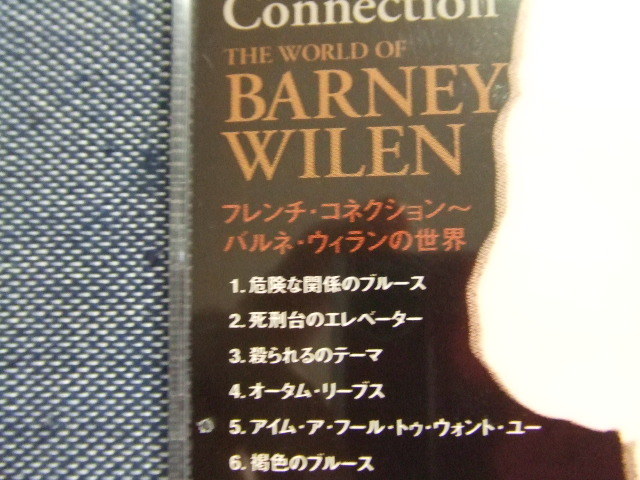 Connection
THE WORLD OF
BARNEY
WILEN
フレンチ・コネクション～
バルネ・ウィランの世界
1. 危険な関係のブルース
2. 死刑台のエレベーター
3. 殺られるのテーマ
4. オータム・リーブス
5. アイム・ア・フール・トゥ・ウォント・ユー
6. 褐色のブルース